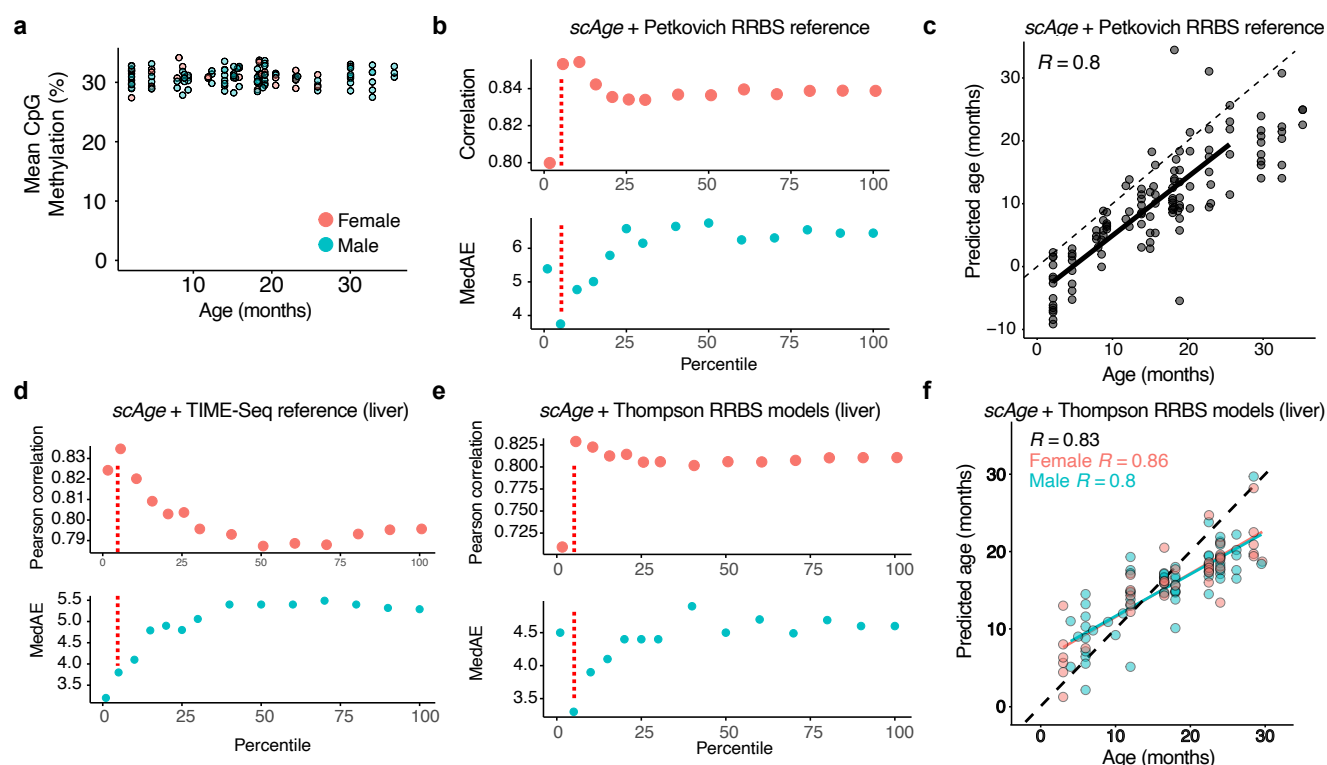 a
Mean CpG
Methylation (%)
30
20
10
0
Female
Male
10
20
30
Age (months)
b
scAge + Petkovich RRBS reference
Correlation
0.84
0.82
0.80
0
25
50
75
100
MedAE
6
5
4
0
25
50
75
100
Percentile
c
scAge + Petkovich RRBS reference
R = 0.8
Predicted age (months)
30
20
10
0
−10
0
10
20
30
Age (months)
d
scAge + TIME-Seq reference (liver)
Pearson correlation
0.83
0.82
0.81
0.80
0.79
0
25
50
75
100
MedAE
5.5
5.0
4.5
4.0
3.5
0
25
50
75
100
Percentile
e
scAge + Thompson RRBS models (liver)
Pearson correlation
0.825
0.800
0.775
0.750
0.725
0
25
50
75
100
MedAE
4.5
4.0
3.5
0
25
50
75
100
Percentile
f
scAge + Thompson RRBS models (liver)
R = 0.83
Female R = 0.86
Male R = 0.8
Predicted age (months)
30
20
10
0
0
10
20
30
Age (months)